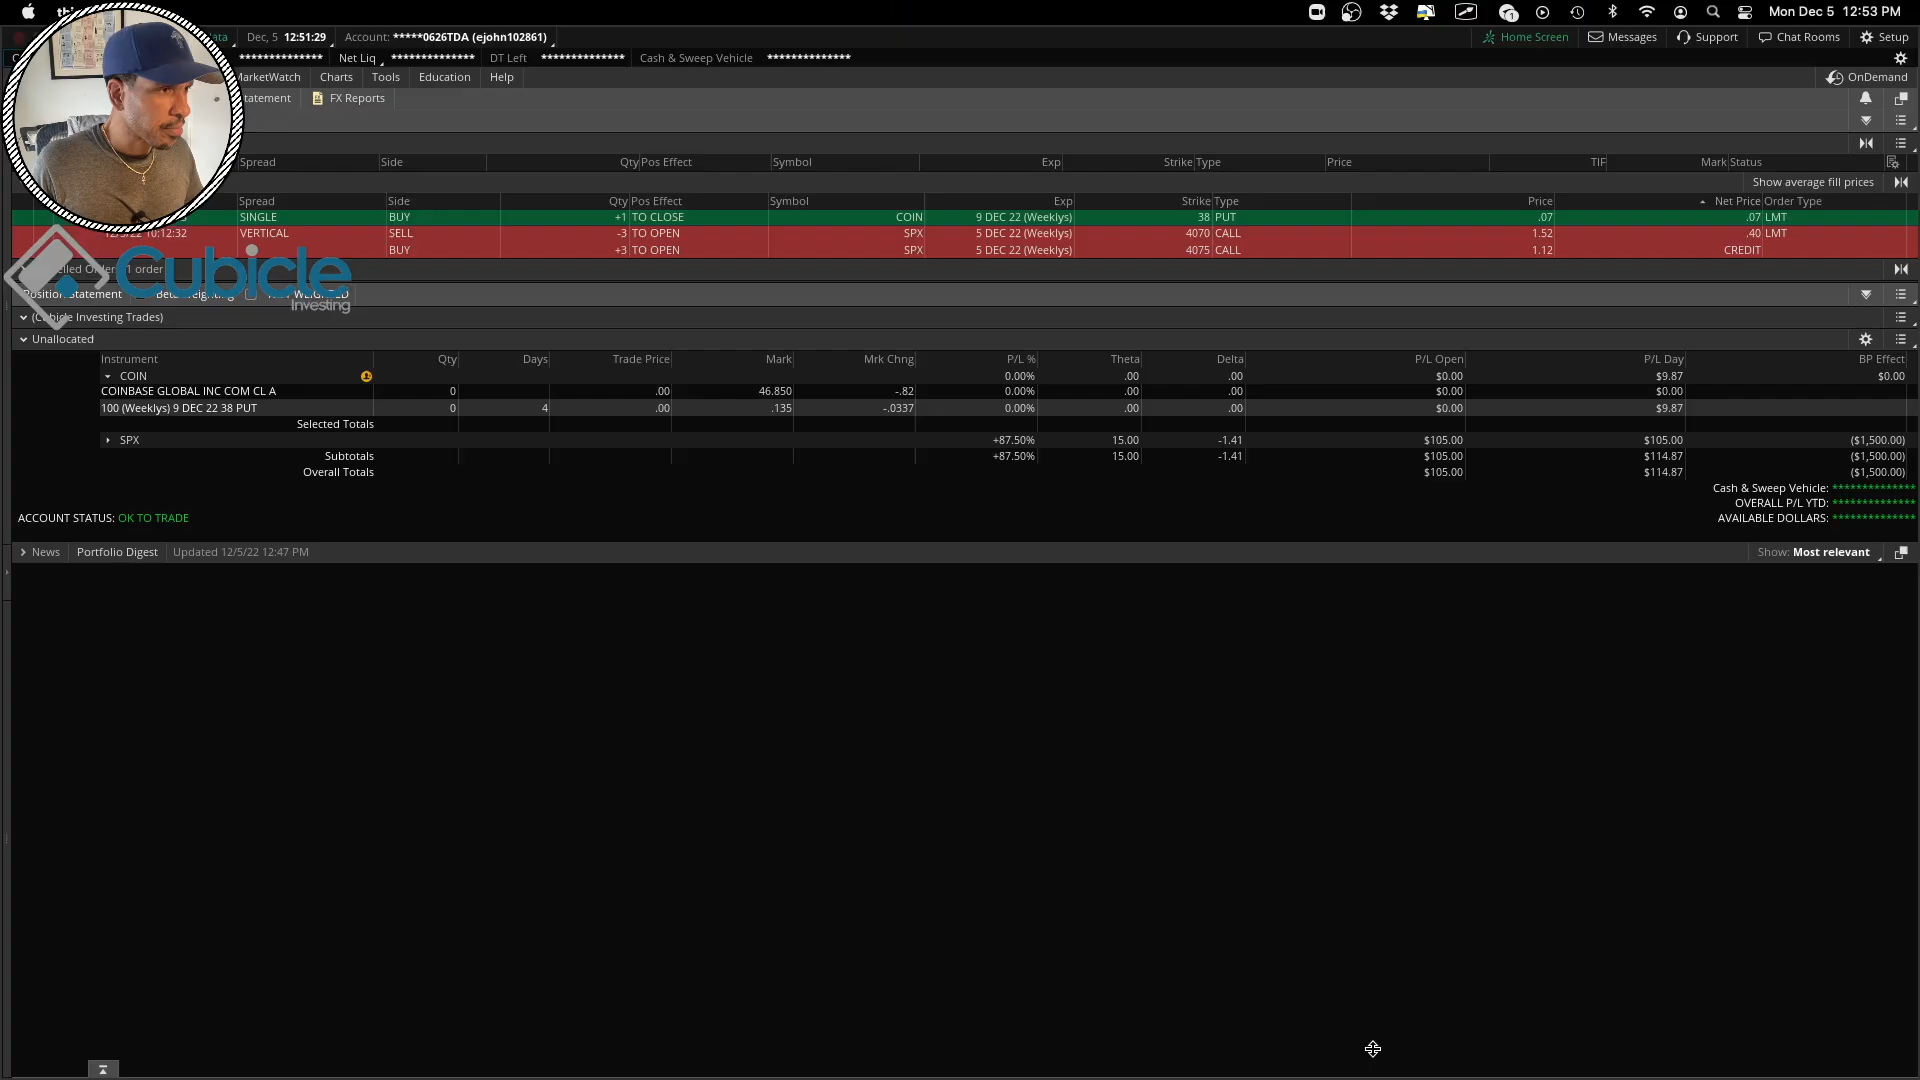 Mon Dec 5 12:53 PM
Dec, 5 12:51:29 Account: *****0626TDA (ejohn102861) Home Screen Messages Support Chat Rooms Setup
************** Net Liq ************** DT Left ************** Cash & Sweep Vehicle **************
MarketWatch Charts Tools Education Help OnDemand
FX Reports
Spread Side Qty Pos Effect Symbol Exp Strike Type Price TIF Mark Status
Show average fill prices
Spread Side Qty Pos Effect Symbol Exp Strike Type Price Net Price Order Type
SINGLE BUY +1 TO CLOSE COIN 9 DEC 22 (Weeklys) 38 PUT .07 .07 LMT
10:12:32 VERTICAL SELL -3 TO OPEN SPX 5 DEC 22 (Weeklys) 4070 CALL 1.52 .40 LMT
BUY +3 TO OPEN SPX 5 DEC 22 (Weeklys) 4075 CALL 1.12 CREDIT
1 order
Cubicle
Investing
Position Statement
(Cubicle Investing Trades)
Unallocated
Instrument Qty Days Trade Price Mark Mrk Chng P/L % Theta Delta P/L Open P/L Day BP Effect
COIN 0.00% .00 .00 $0.00 $9.87 $0.00
COINBASE GLOBAL INC COM CL A 0 .00 46.850 -.82 0.00% .00 .00 $0.00 $0.00
100 (Weeklys) 9 DEC 22 38 PUT 0 4 .00 .135 -.0337 0.00% .00 .00 $0.00 $9.87
Selected Totals
SPX +87.50% 15.00 -1.41 $105.00 $105.00 ($1,500.00)
Subtotals +87.50% 15.00 -1.41 $105.00 $114.87 ($1,500.00)
Overall Totals $105.00 $114.87 ($1,500.00)
Cash & Sweep Vehicle: **************
OVERALL P/L YTD: **************
AVAILABLE DOLLARS: **************
ACCOUNT STATUS: OK TO TRADE
News Portfolio Digest Updated 12/5/22 12:47 PM Show: Most relevant